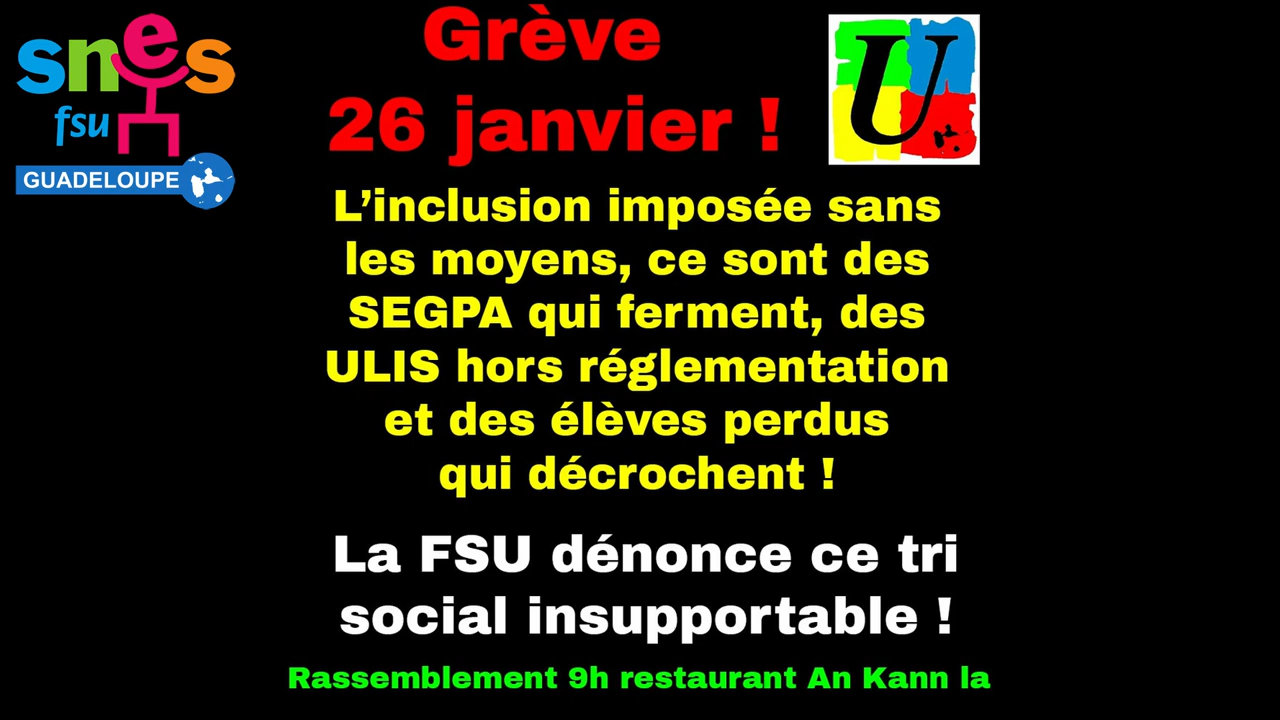 snes
fsu
GUADELOUPE
Grève
26 janvier !
U
L’inclusion imposée sans
les moyens, ce sont des
SEGPA qui ferment, des
ULIS hors réglementation
et des élèves perdus
qui décrochent !
La FSU dénonce ce tri
social insupportable !
Rassemblement 9h restaurant An Kann la